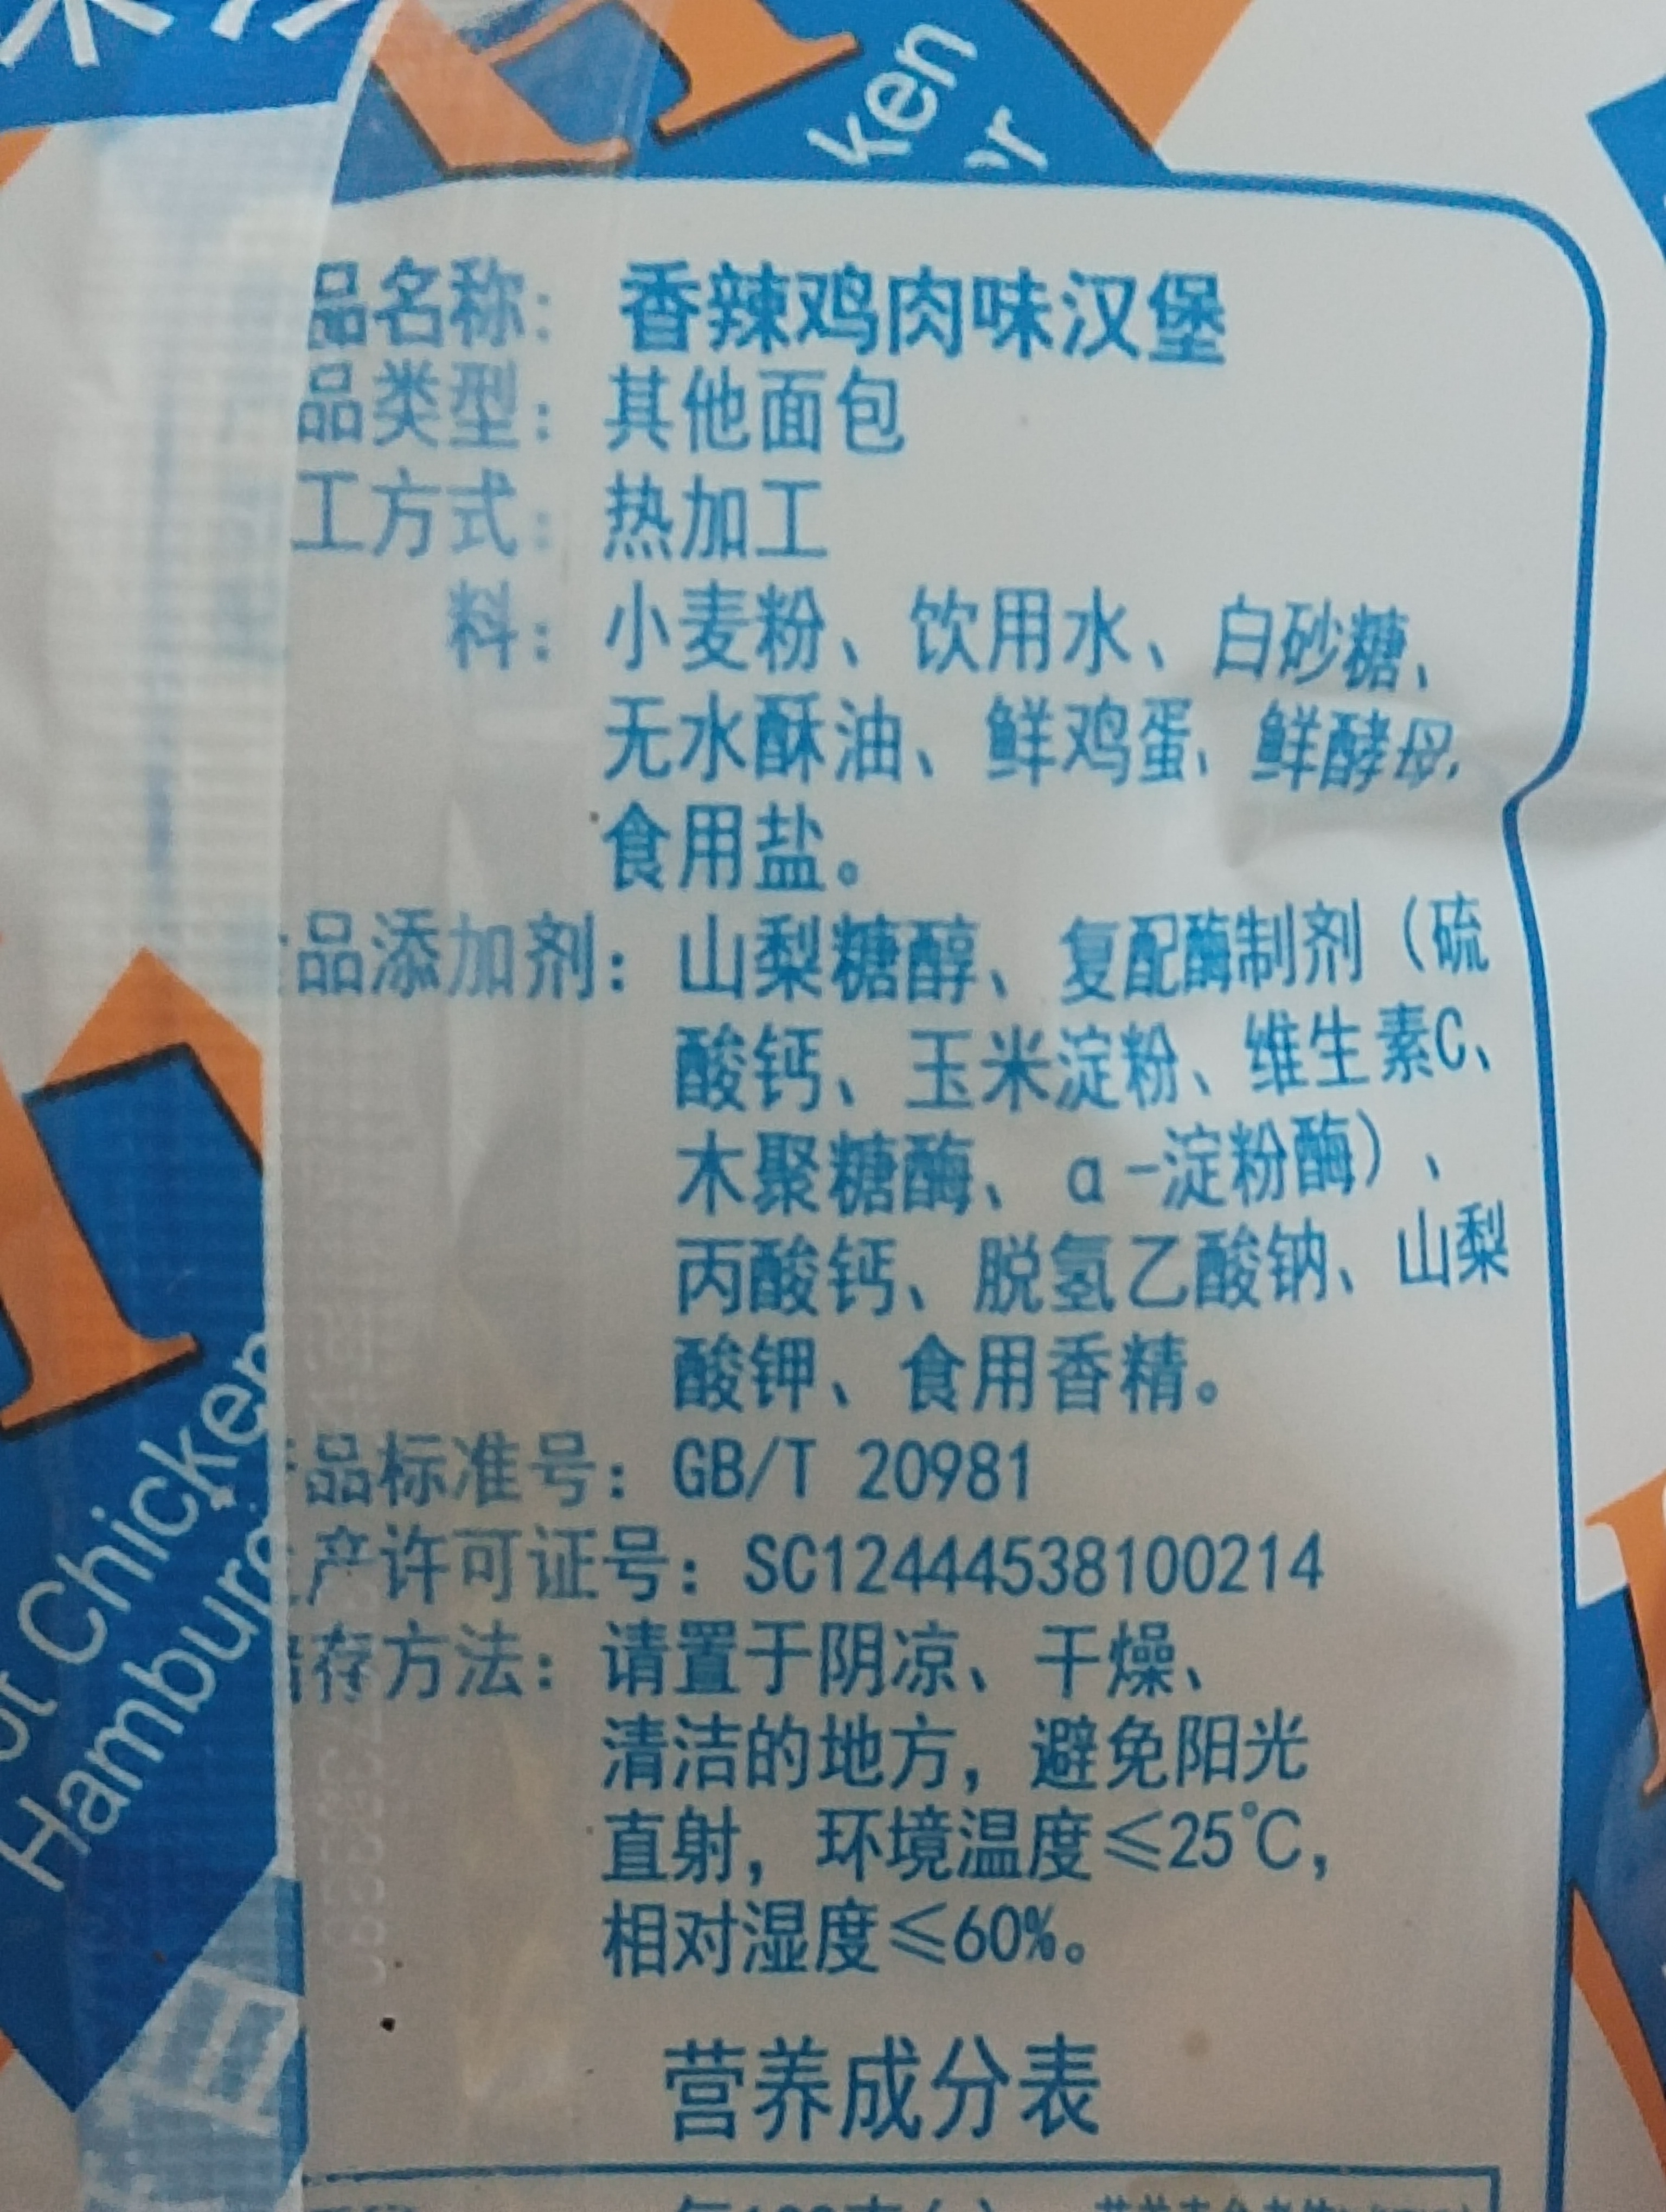 ken
品名称：香辣鸡肉味汉堡
品类型：其他面包
工方式：热加工
料：小麦粉、饮用水、白砂糖、
无水酥油、鲜鸡蛋、鲜酵母、
食用盐。
品添加剂：山梨糖醇、复配酶制剂（硫
酸钙、玉米淀粉、维生素C、
木聚糖酶、α-淀粉酶）、
丙酸钙、脱氢乙酸钠、山梨
酸钾、食用香精。
品标准号：GB/T 20981
产许可证号：SC12444538100214
存方法：请置于阴凉、干燥、
清洁的地方，避免阳光
直射，环境温度≤25℃，
相对湿度≤60%。
营养成分表
Chicken
Hamburg